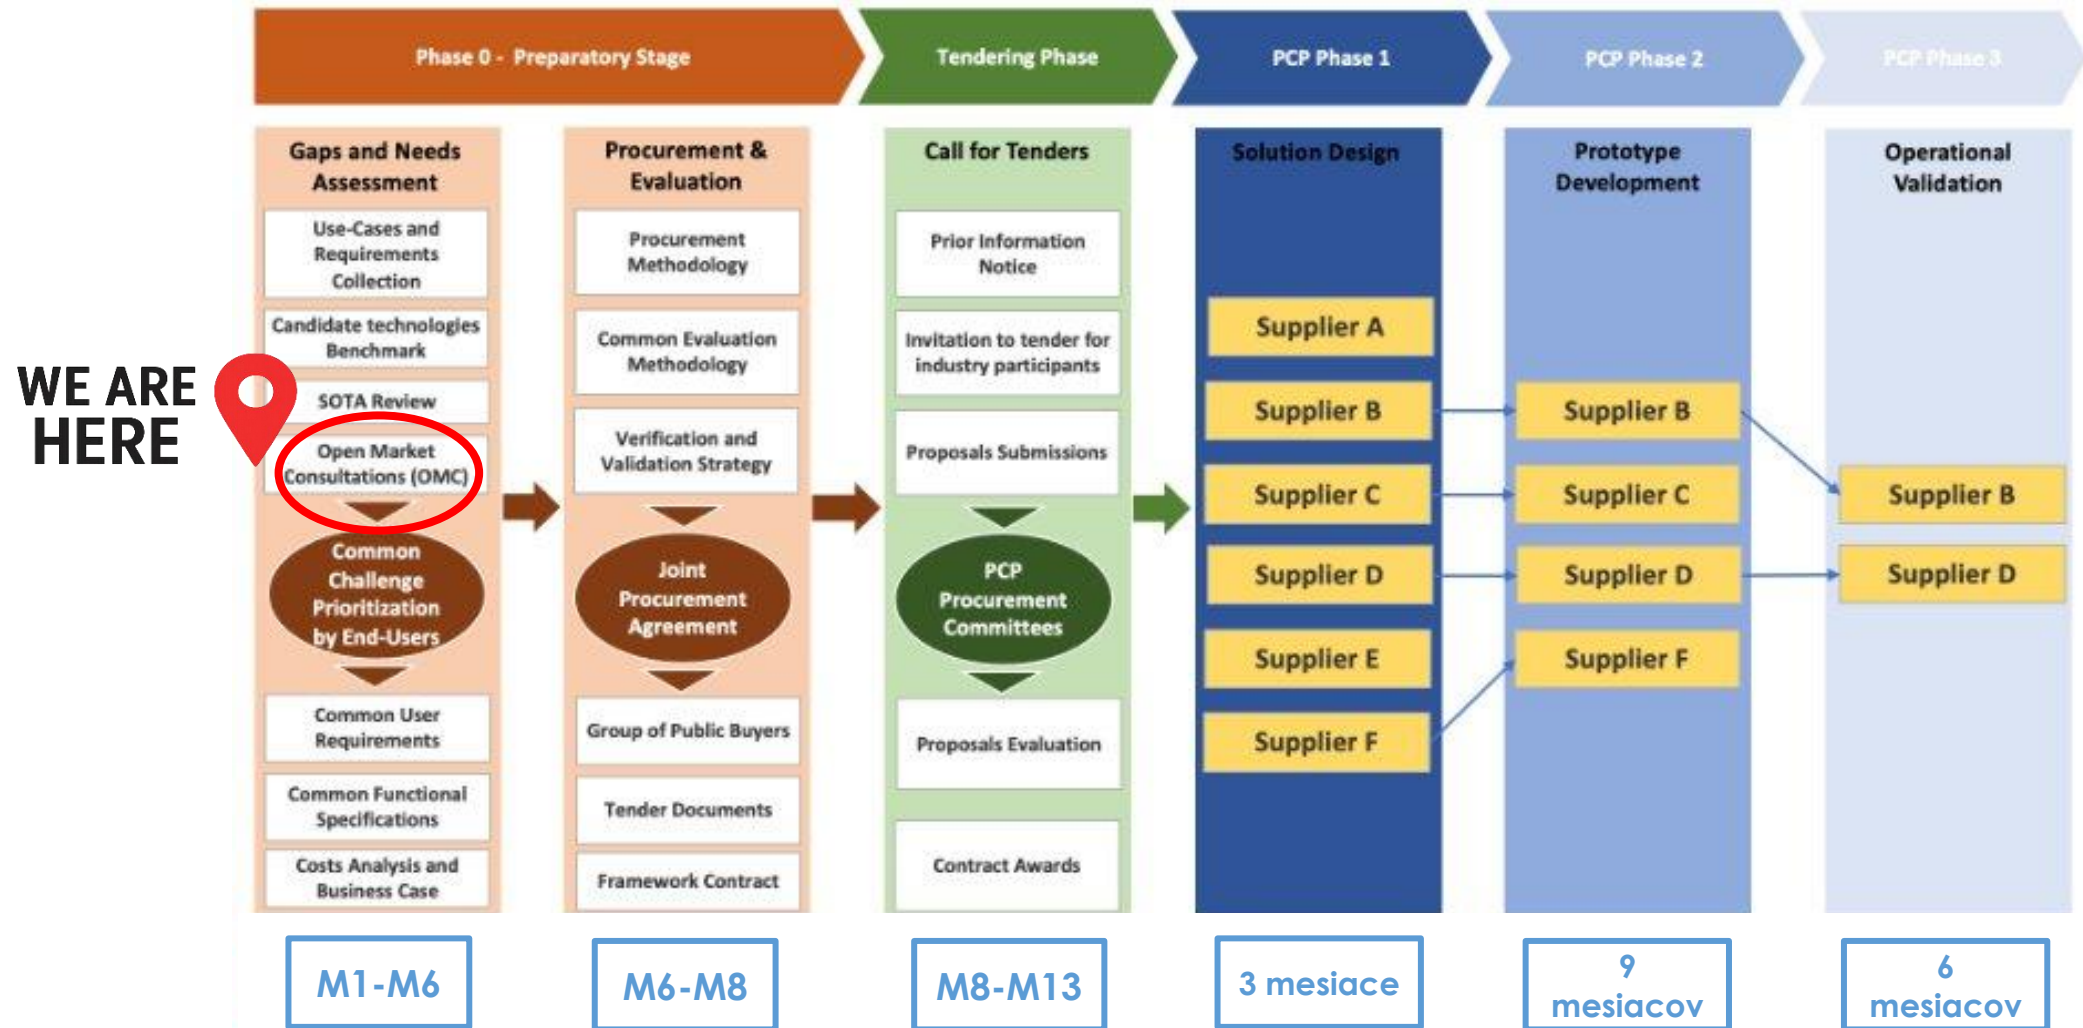 Phase 0 - Preparatory Stage
Tendering Phase
PCP Phase 1
PCP Phase 2
PCP Phase 3
WE ARE
HERE
Gaps and Needs
Assessment
Use-Cases and
Requirements
Collection
Candidate technologies
Benchmark
SOTA Review
Open Market
Consultations (OMC)
Common
Challenge
Prioritization
by End-Users
Common User
Requirements
Common Functional
Specifications
Costs Analysis and
Business Case
M1-M6
Procurement &
Evaluation
Procurement
Methodology
Common Evaluation
Methodology
Verification and
Validation Strategy
Joint
Procurement
Agreement
Group of Public Buyers
Tender Documents
Framework Contract
M6-M8
Call for Tenders
Prior Information
Notice
Invitation to tender for
industry participants
Proposals Submissions
PCP
Procurement
Committees
Proposals Evaluation
Contract Awards
M8-M13
Solution Design
Supplier A
Supplier B
Supplier C
Supplier D
Supplier E
Supplier F
3 mesiace
Prototype
Development
Supplier B
Supplier C
Supplier D
Supplier F
9
mesiacov
Operational
Validation
Supplier B
Supplier D
6
mesiacov